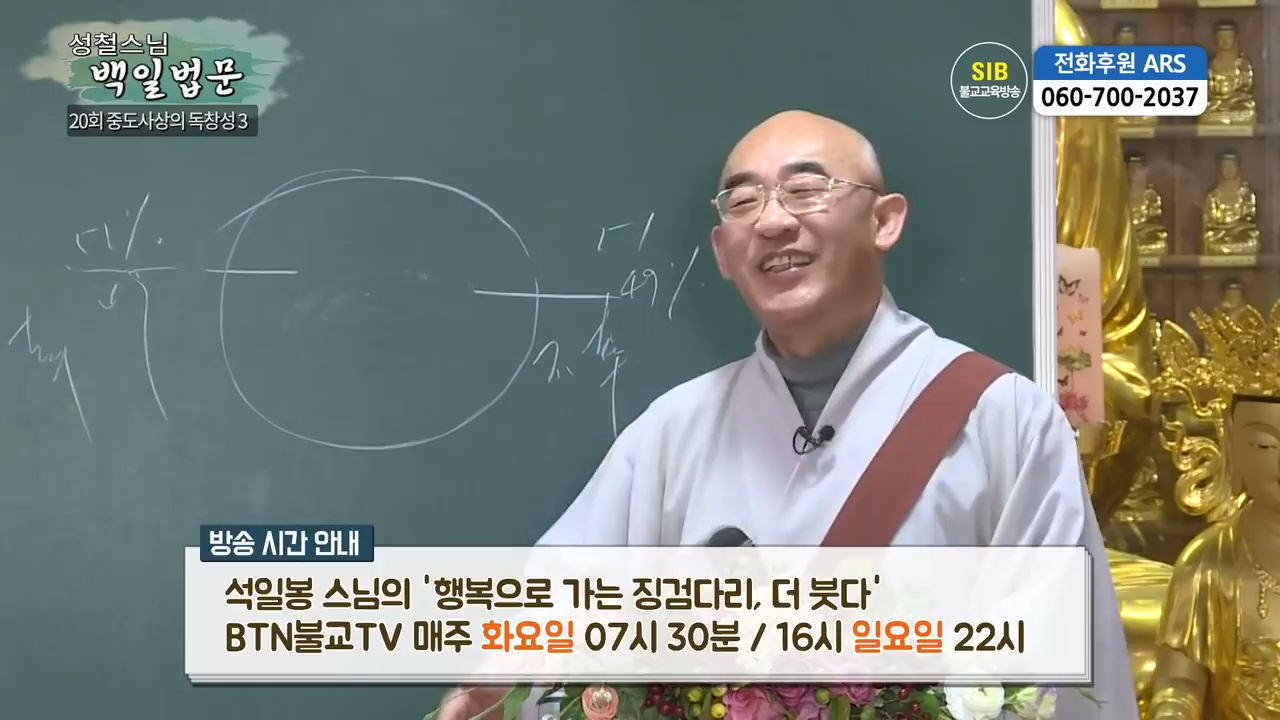 성철스님
백일법문
20회 중도사상의 독창성 3
SIB
불교교육방송
전화후원 ARS
060-700-2037
51%
51
49%
방송 시간 안내
석일봉 스님의 '행복으로 가는 징검다리, 더 붓다'
BTN불교TV 매주 화요일 07시 30분 / 16시 일요일 22시